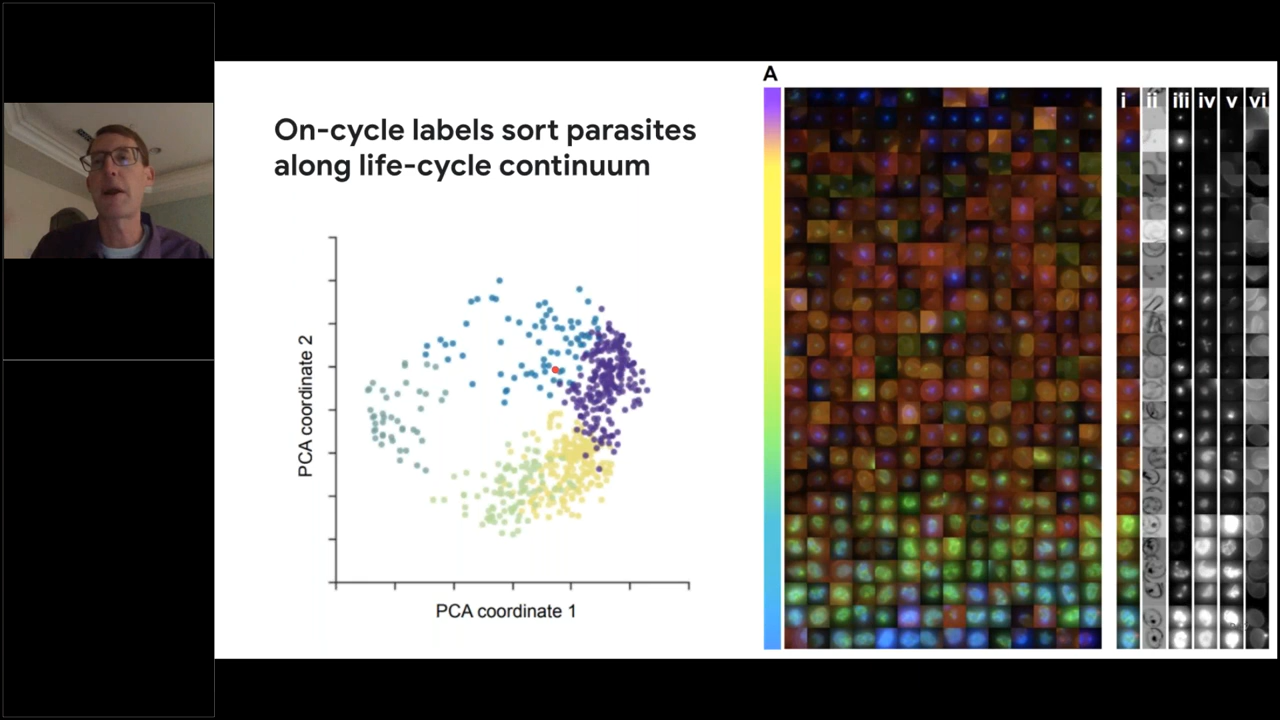 On-cycle labels sort parasites
along life-cycle continuum
PCA coordinate 2
PCA coordinate 1
A
i ii iii iv v vi